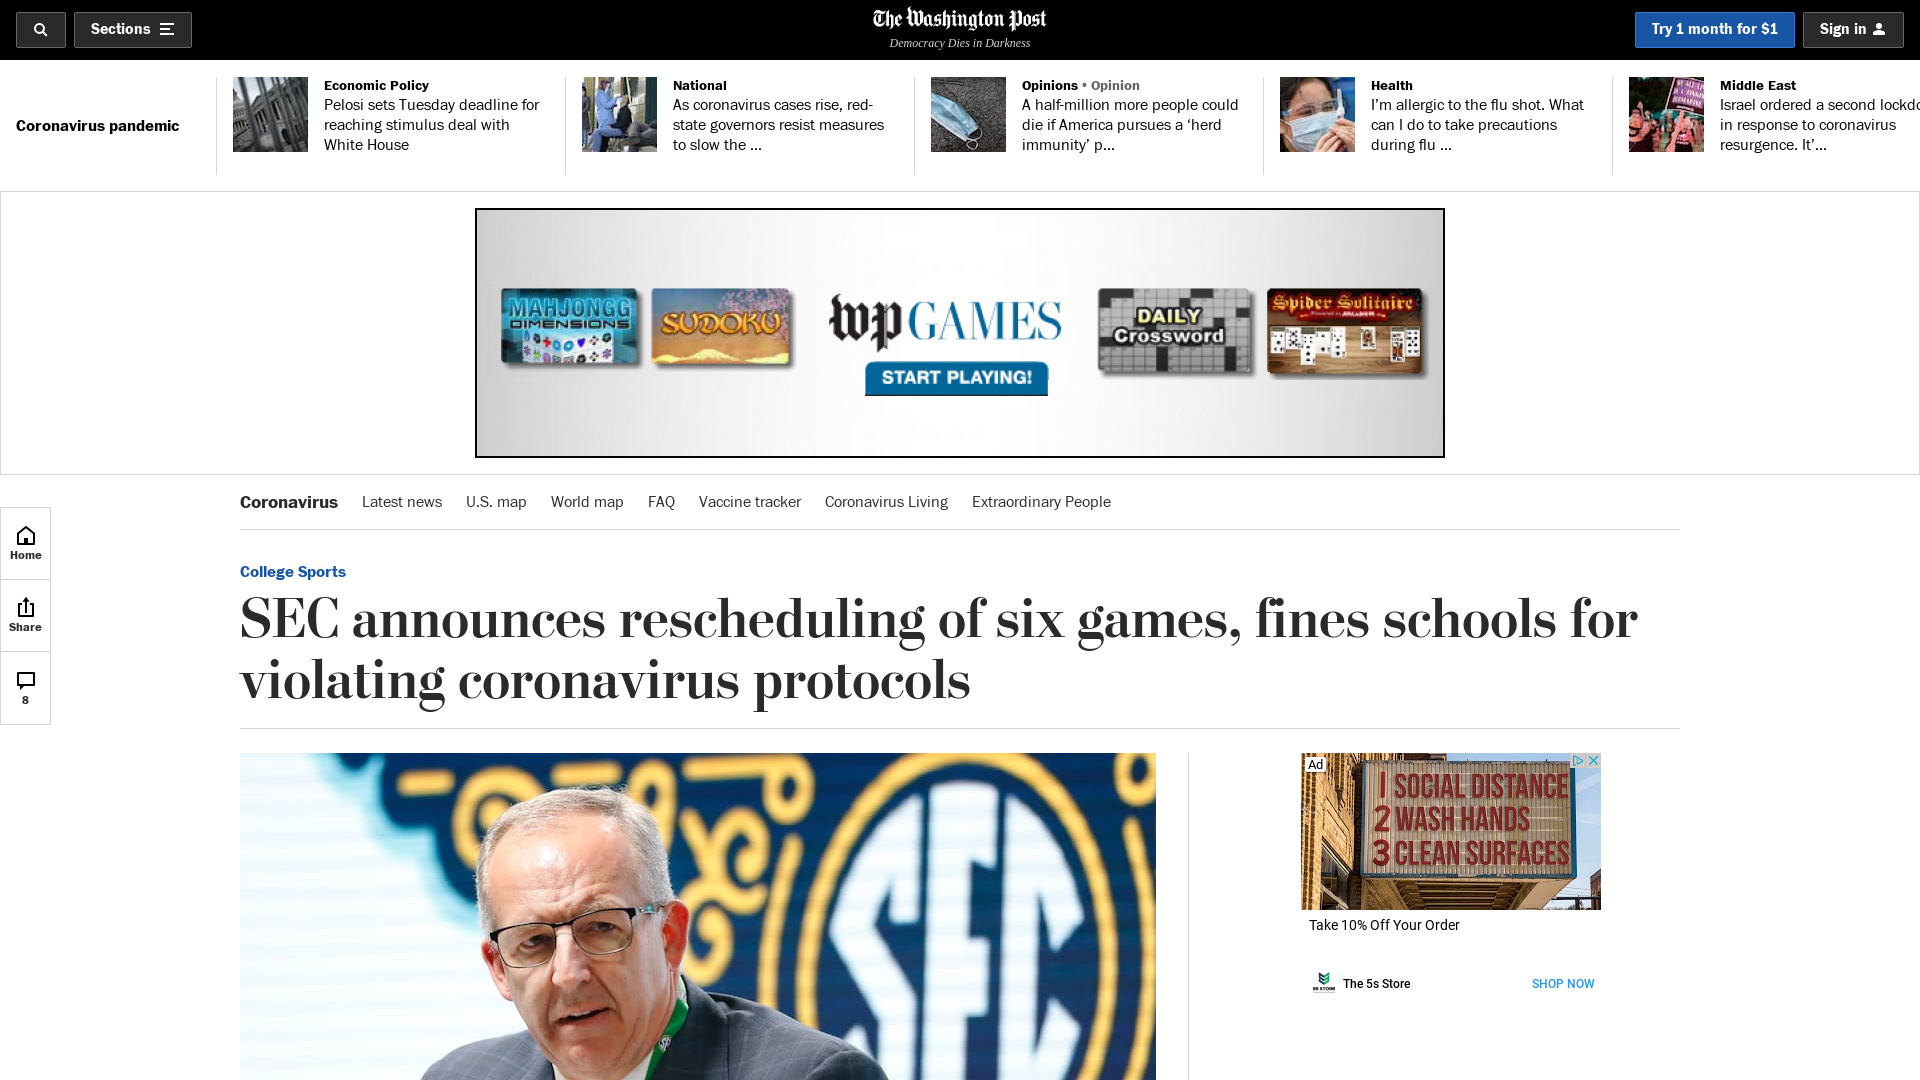 Sections
The Washington Post
Democracy Dies in Darkness
Try 1 month for $1
Sign in
Coronavirus pandemic
Economic Policy
Pelosi sets Tuesday deadline for
reaching stimulus deal with
White House
National
As coronavirus cases rise, red-
state governors resist measures
to slow the ...
Opinions • Opinion
A half-million more people could
die if America pursues a ‘herd
immunity’ p...
Health
I’m allergic to the flu shot. What
can I do to take precautions
during flu ...
Middle East
Israel ordered a second lockdo
in response to coronavirus
resurgence. It’...
MAHJONGG
DIMENSIONS
SUDOKU
wp GAMES
START PLAYING!
DAILY
Crossword
Spider Solitaire
Coronavirus Latest news U.S. map World map FAQ Vaccine tracker Coronavirus Living Extraordinary People
Home
Share
8
College Sports
SEC announces rescheduling of six games, fines schools for
violating coronavirus protocols
SEC
Ad
1 SOCIAL DISTANCE
2 WASH HANDS
3 CLEAN SURFACES
Take 10% Off Your Order
The 5s Store
SHOP NOW